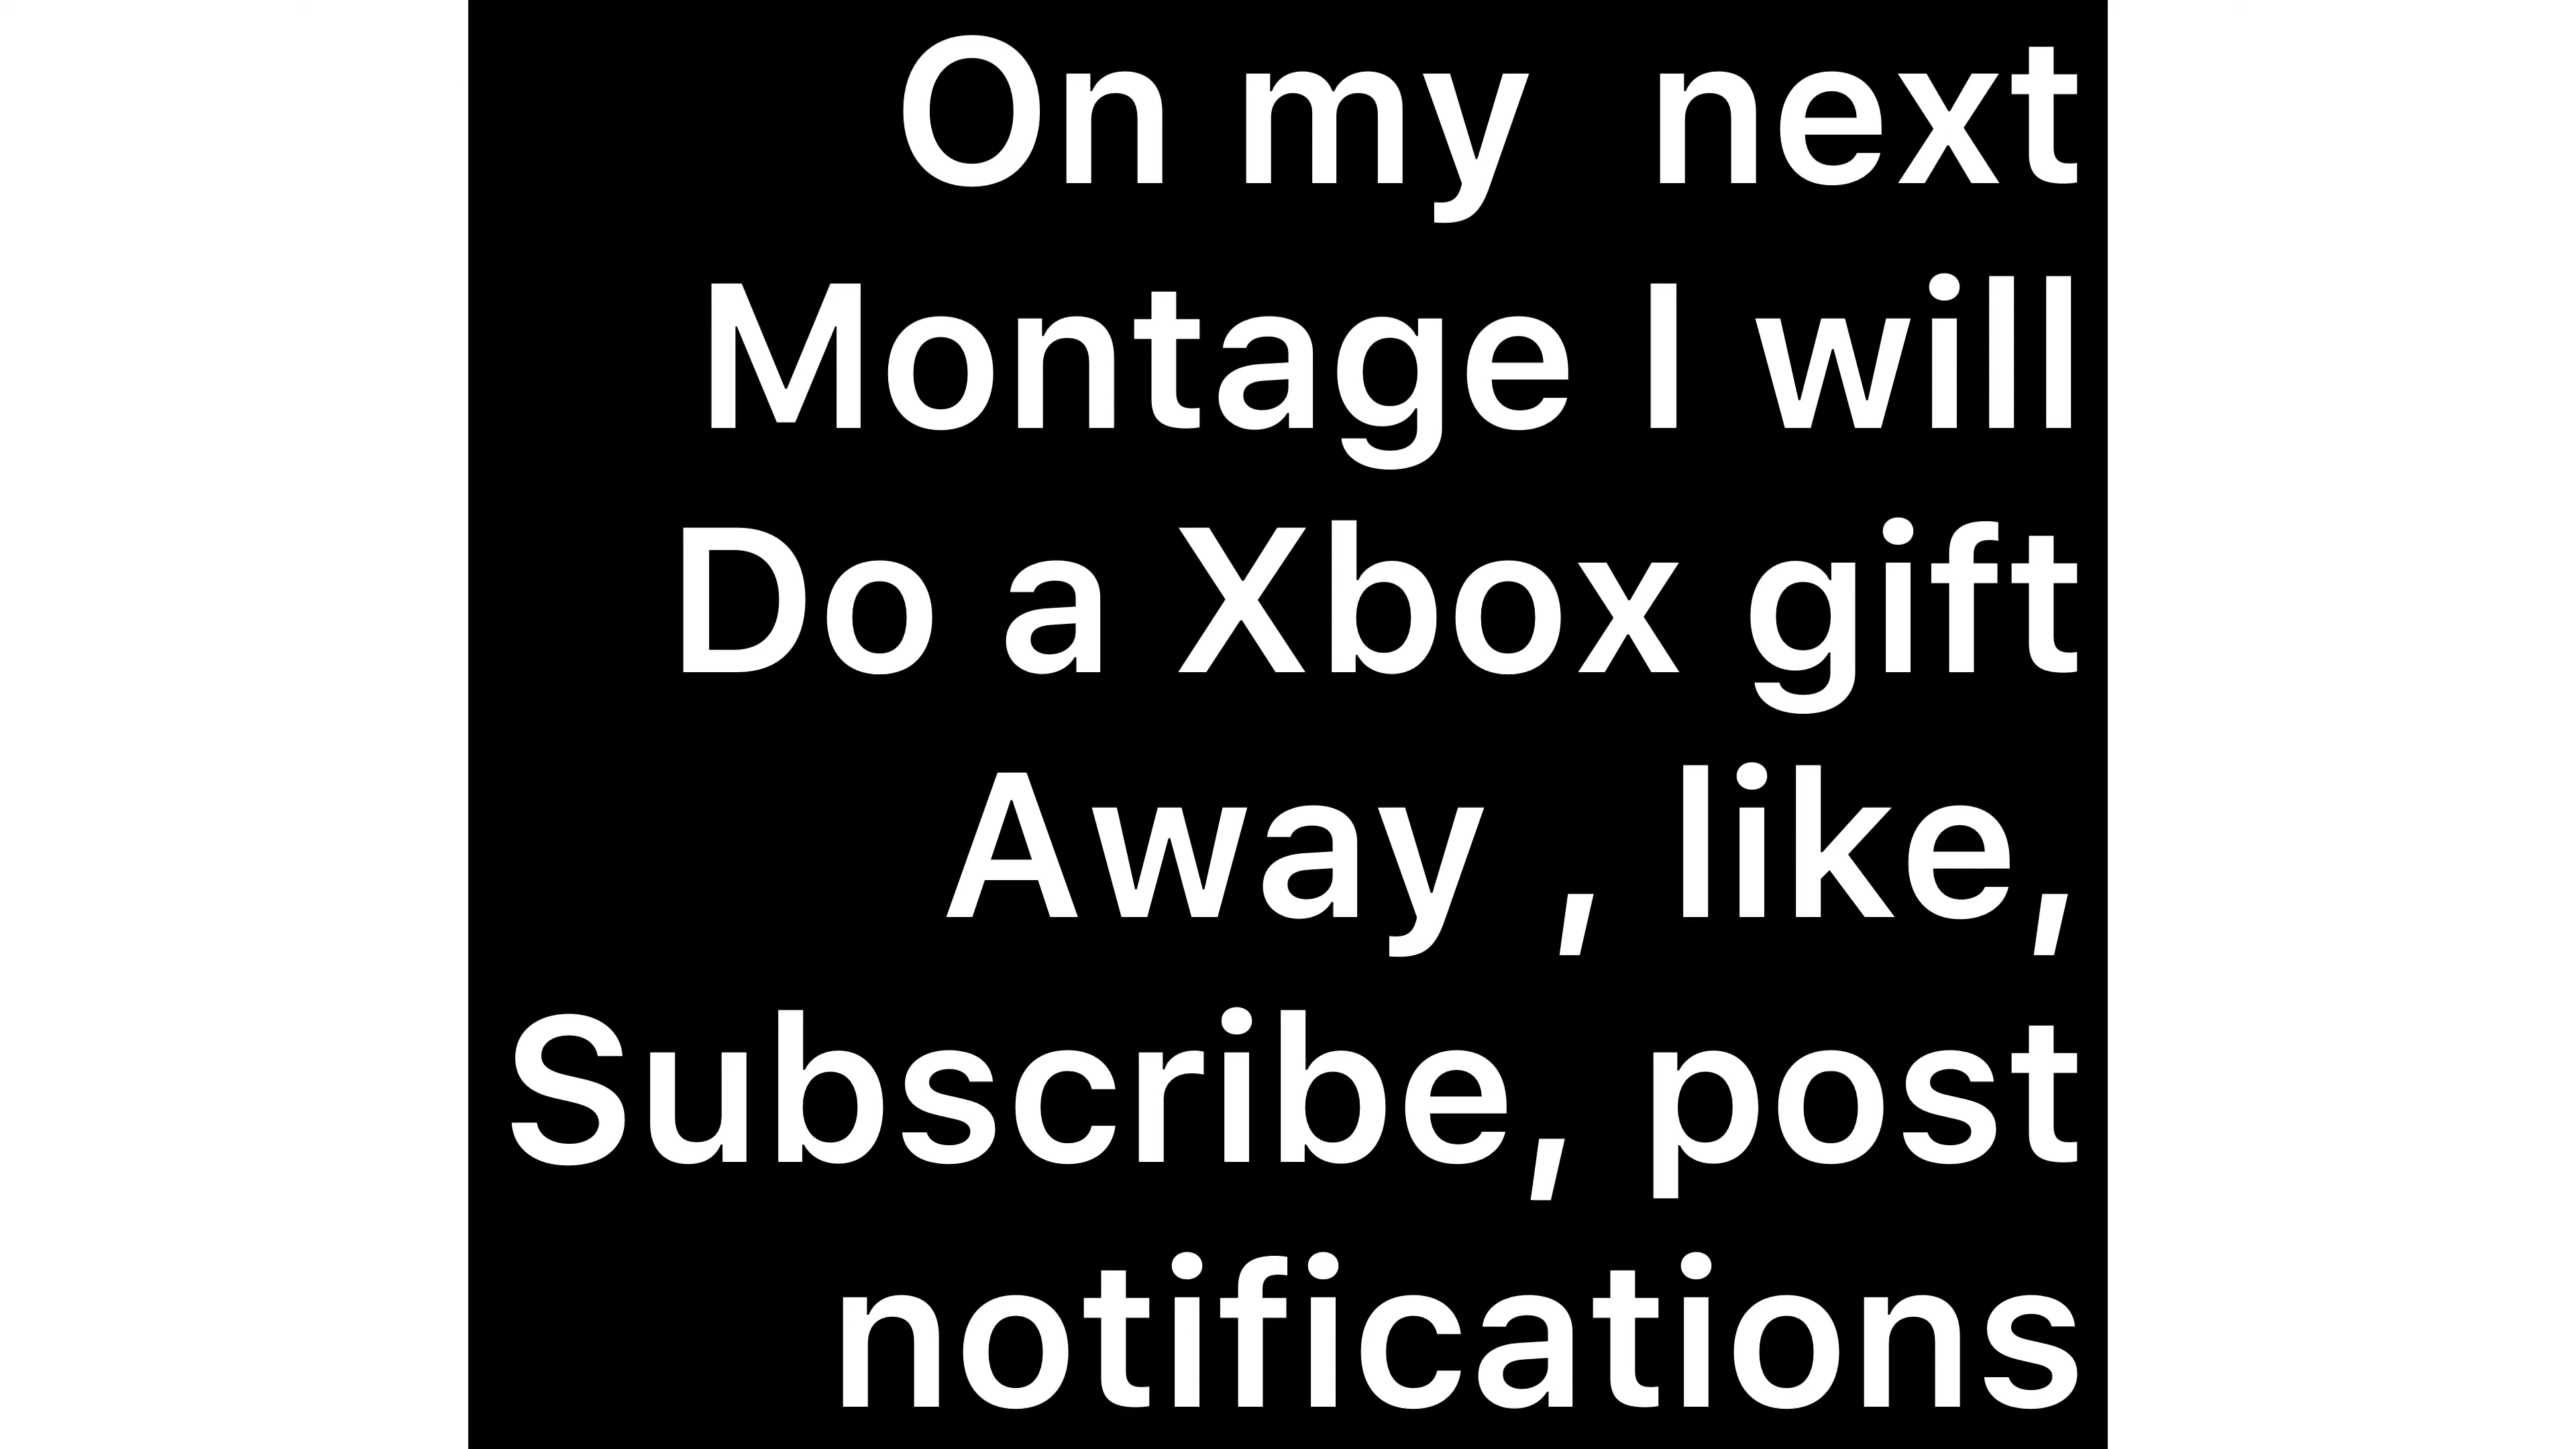 On my  next
Montage I will
Do a Xbox gift
Away , like,
Subscribe, post
notifications